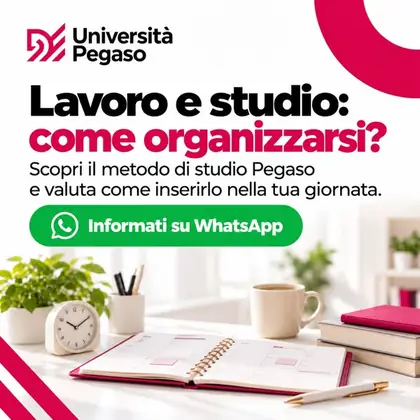 Università
Pegaso
Lavoro e studio:
come organizzarsi?
Scopri il metodo di studio Pegaso
e valuta come inserirlo nella tua giornata.
Informati su WhatsApp